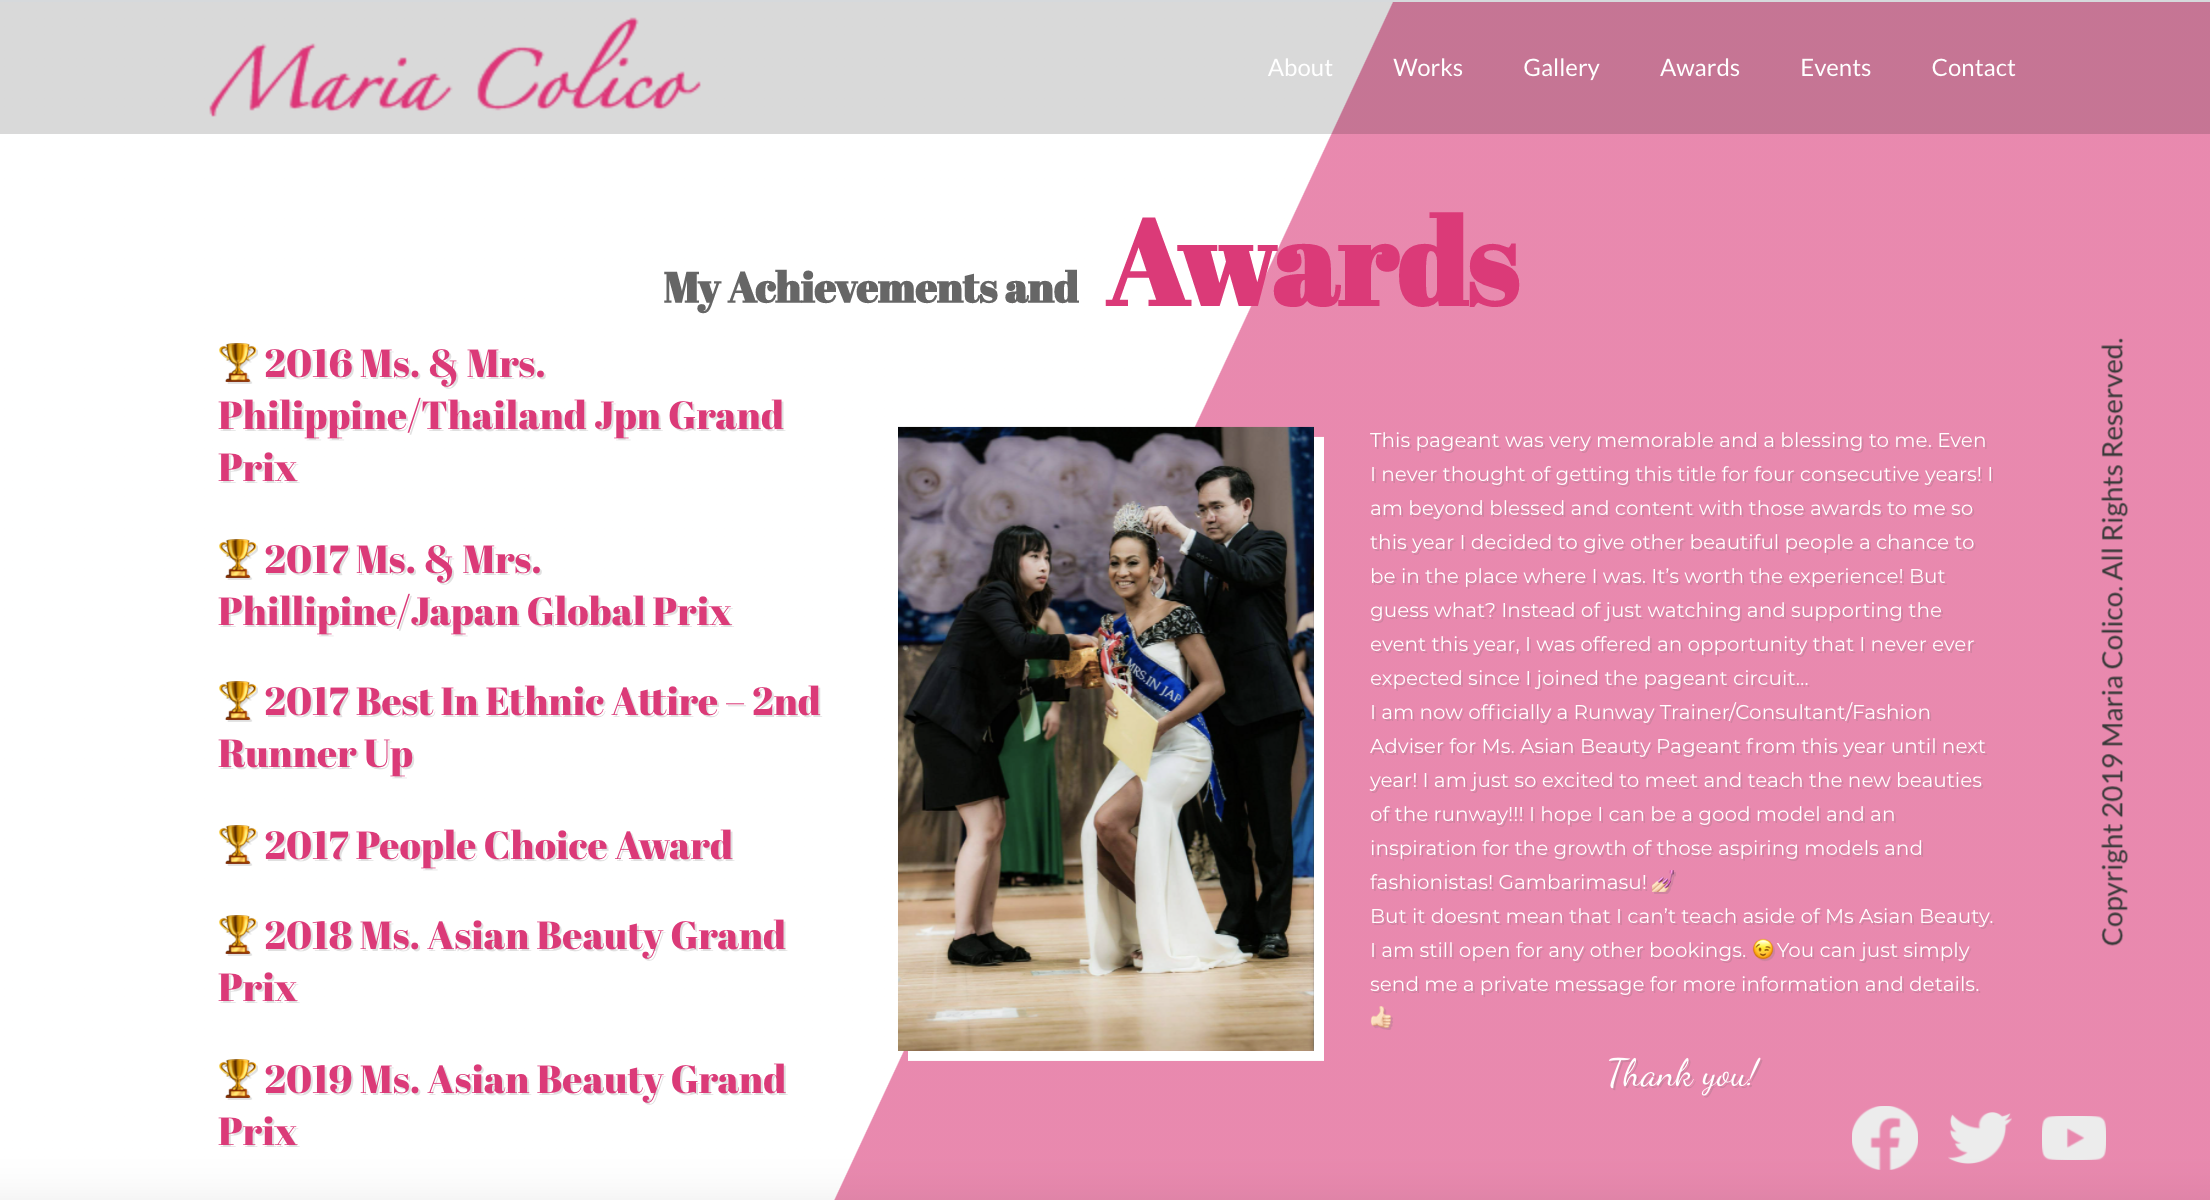 Maria Colico
About Works Gallery Awards Events Contact
My Achievements and Awards
🏆 2016 Ms. & Mrs.
Philippine/Thailand Jpn Grand
Prix
🏆 2017 Ms. & Mrs.
Phillipine/Japan Global Prix
🏆 2017 Best In Ethnic Attire – 2nd
Runner Up
🏆 2017 People Choice Award
🏆 2018 Ms. Asian Beauty Grand
Prix
🏆 2019 Ms. Asian Beauty Grand
Prix
MRS. IN JAP
This pageant was very memorable and a blessing to me. Even
I never thought of getting this title for four consecutive years! I
am beyond blessed and content with those awards to me so
this year I decided to give other beautiful people a chance to
be in the place where I was. It’s worth the experience! But
guess what? Instead of just watching and supporting the
event this year, I was offered an opportunity that I never ever
expected since I joined the pageant circuit…
I am now officially a Runway Trainer/Consultant/Fashion
Adviser for Ms. Asian Beauty Pageant from this year until next
year! I am just so excited to meet and teach the new beauties
of the runway!!! I hope I can be a good model and an
inspiration for the growth of those aspiring models and
fashionistas! Gambarimasu! 💅🏻
But it doesnt mean that I can’t teach aside of Ms Asian Beauty.
I am still open for any other bookings. 😉You can just simply
send me a private message for more information and details.
👍🏻
Thank you!
Copyright 2019 Maria Colico. All Rights Reserved.